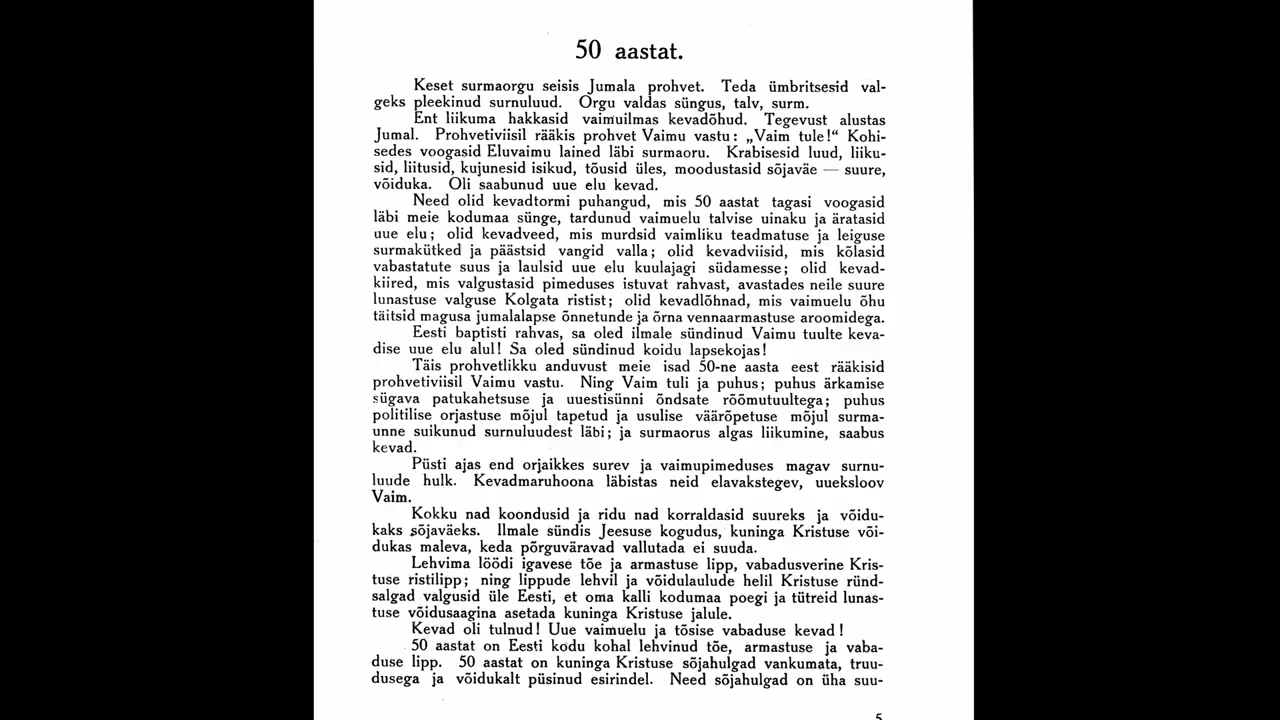 50 aastat.
Keset surmaorgu seisis Jumala prohvet. Teda ümbritsesid val-
geks pleekinud surnuluud. Orgu valdas süngus, talv, surm.
Ent liikuma hakkasid vaimuilmas kevadõhud. Tegevust alustas
Jumal. Prohvetiviisil rääkis prohvet Vaimu vastu: „Vaim tule!“ Kohi-
sedes voogasid Eluvaimu lained läbi surmaoru. Krabisesid luud, liiku-
sid, liitusid, kujunesid isikud, tõusid üles, moodustasid sõjaväe — suure,
võiduka. Oli saabunud uue elu kevad.
Need olid kevadtormi puhangud, mis 50 aastat tagasi voogasid
läbi meie kodumaa sünge, tardunud vaimuelu talvise uinaku ja äratasid
uue elu; olid kevadveed, mis murdsid vaimliku teadmatuse ja leiguse
surmakütked ja päästsid vangid valla; olid kevadviisid, mis kõlasid
vabastatute suus ja laulsid uue elu kuulajagi südamesse; olid kevad-
kiired, mis valgustasid pimeduses istuvat rahvast, avastades neile suure
lunastuse valguse Kolgata ristist; olid kevadlõhnad, mis vaimuelu õhu
täitsid magusa jumalalapse õnnetunde ja õrna vennaarmastuse aroomidega.
Eesti baptisti rahvas, sa oled ilmale sündinud Vaimu tuulte keva-
dise uue elu alul! Sa oled sündinud koidu lapsekojas!
Täis prohvetlikku anduvust meie isad 50-ne aasta eest rääkisid
prohvetiviisil Vaimu vastu. Ning Vaim tuli ja puhus; puhus ärkamise
sügava patukahetsuse ja uuestisünni õndsate rõõmutuultega; puhus
politilise orjastuse mõjul tapetud ja usulise väärõpetuse mõjul surma-
unne suikunud surnuluudest läbi; ja surmaorus algas liikumine, saabus
kevad.
Püsti ajas end orjaikkes surev ja vaimupimeduses magav surnu-
luude hulk. Kevadmaruhoona läbistas neid elavakstegev, uueksloov
Vaim.
Kokku nad koondusid ja ridu nad korraldasid suureks ja võidu-
kaks sõjaväeks. Ilmale sündis Jeesuse kogudus, kuninga Kristuse või-
dukas maleva, keda põrguväravad vallutada ei suuda.
Lehvima löödi igavese tõe ja armastuse lipp, vabadusverine Kris-
tuse ristilipp; ning lippude lehvil ja võidulaulude helil Kristuse ründ-
salgad valgusid üle Eesti, et oma kalli kodumaa poegi ja tütreid lunas-
tuse võidusaagina asetada kuninga Kristuse jalule.
Kevad oli tulnud! Uue vaimuelu ja tõsise vabaduse kevad!
50 aastat on Eesti kodu kohal lehvinud tõe, armastuse ja vaba-
duse lipp. 50 aastat on kuninga Kristuse sõjahulgad vankumata, truu-
dusega ja võidukalt püsinud esirindel. Need sõjahulgad on üha suu-
5